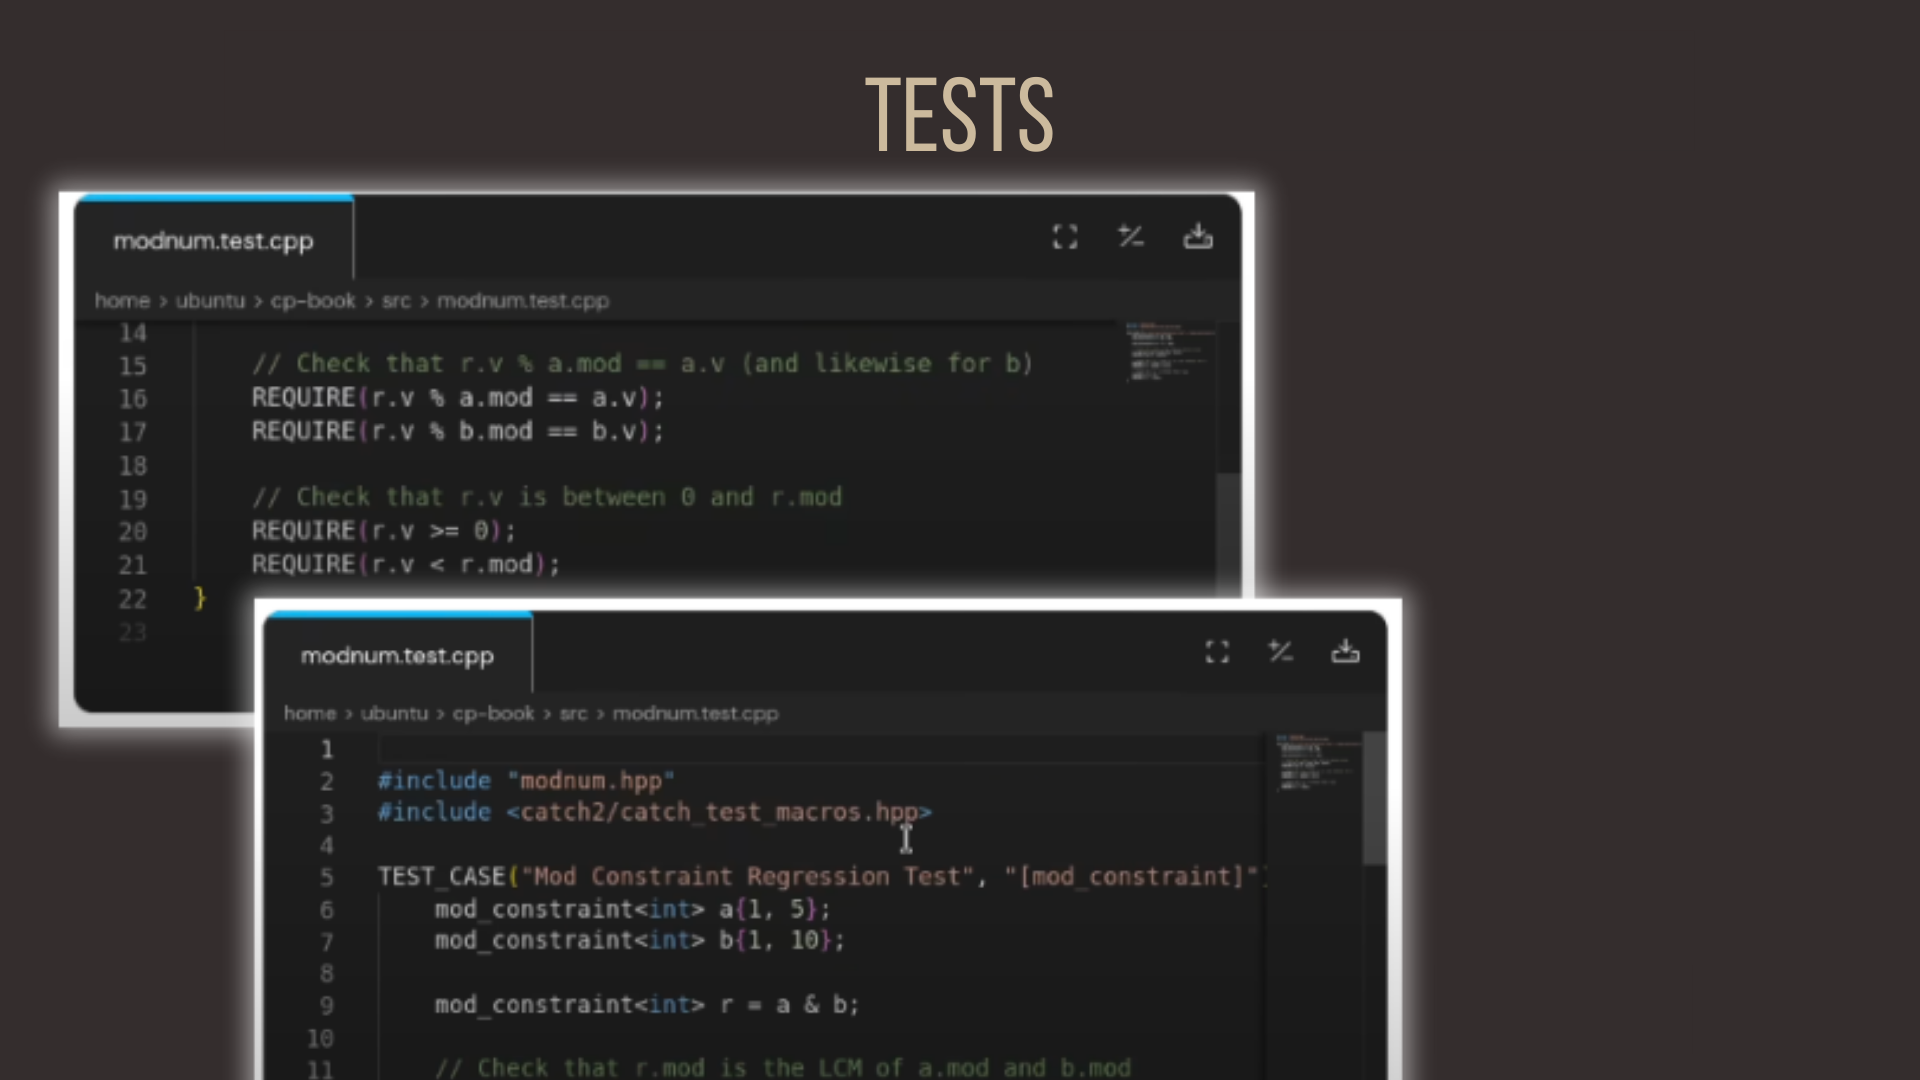 TESTS
modnum.test.cpp
home > ubuntu > cp-book > src > modnum.test.cpp
14
15 // Check that r.v % a.mod == a.v (and likewise for b)
16 REQUIRE(r.v % a.mod == a.v);
17 REQUIRE(r.v % b.mod == b.v);
18
19 // Check that r.v is between 0 and r.mod
20 REQUIRE(r.v >= 0);
21 REQUIRE(r.v < r.mod);
22 }
23
modnum.test.cpp
home > ubuntu > cp-book > src > modnum.test.cpp
1
2 #include "modnum.hpp"
3 #include <catch2/catch_test_macros.hpp>
4
5 TEST_CASE("Mod Constraint Regression Test", "[mod_constraint]")
6 mod_constraint<int> a{1, 5};
7 mod_constraint<int> b{1, 10};
8
9 mod_constraint<int> r = a & b;
10
11 // Check that r.mod is the LCM of a.mod and b.mod